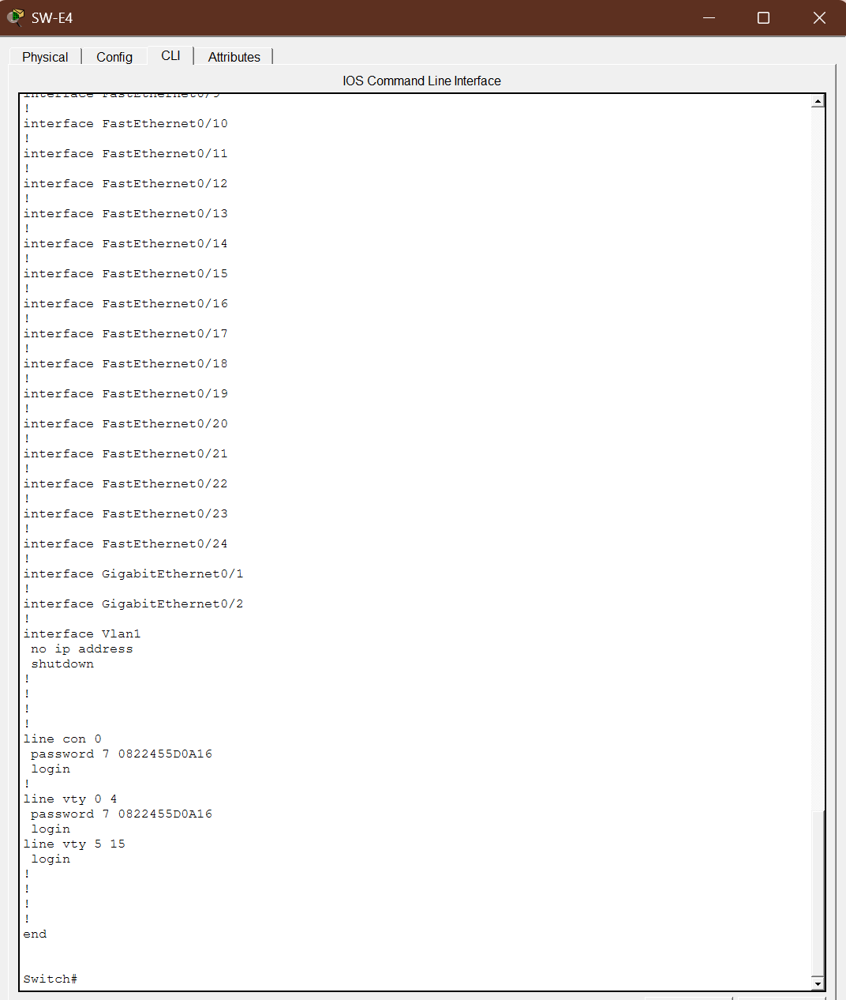 SW-E4
Physical Config CLI Attributes
IOS Command Line Interface
interface FastEthernet0/9
!
interface FastEthernet0/10
!
interface FastEthernet0/11
!
interface FastEthernet0/12
!
interface FastEthernet0/13
!
interface FastEthernet0/14
!
interface FastEthernet0/15
!
interface FastEthernet0/16
!
interface FastEthernet0/17
!
interface FastEthernet0/18
!
interface FastEthernet0/19
!
interface FastEthernet0/20
!
interface FastEthernet0/21
!
interface FastEthernet0/22
!
interface FastEthernet0/23
!
interface FastEthernet0/24
!
interface GigabitEthernet0/1
!
interface GigabitEthernet0/2
!
interface Vlan1
 no ip address
 shutdown
!
!
!
!
line con 0
 password 7 0822455D0A16
 login
!
line vty 0 4
 password 7 0822455D0A16
 login
line vty 5 15
 login
!
!
!
!
end
Switch#